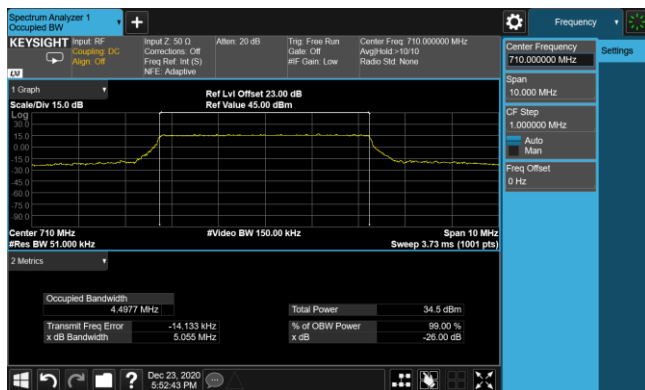 Spectrum Analyzer 1
Occupied BW
Frequency
KEYSIGHT
Input: RF
Coupling: DC
Align: Off
Input Z: 50 Ω
Corrections: Off
Freq Ref: Int (S)
NFE: Adaptive
Atten: 20 dB
Trig: Free Run
Gate: Off
#IF Gain: Low
Center Freq: 710.000000 MHz
Avg|Hold:>10/10
Radio Std: None
LXI
Center Frequency
710.000000 MHz
Settings
Span
10.000 MHz
CF Step
1.000000 MHz
Auto
Man
Freq Offset
0 Hz
1 Graph
Scale/Div 15.0 dB
Ref Lvl Offset 23.00 dB
Ref Value 45.00 dBm
Log
30.0
15.0
0.00
-15.0
-30.0
-45.0
-60.0
-75.0
-90.0
Center 710 MHz
#Video BW 150.00 kHz
Span 10 MHz
#Res BW 51.000 kHz
Sweep 3.73 ms (1001 pts)
2 Metrics
Occupied Bandwidth
4.4977 MHz
Total Power
34.5 dBm
Transmit Freq Error
-14.133 kHz
% of OBW Power
99.00 %
x dB Bandwidth
5.055 MHz
x dB
-26.00 dB
?
Dec 23, 2020
5:52:43 PM